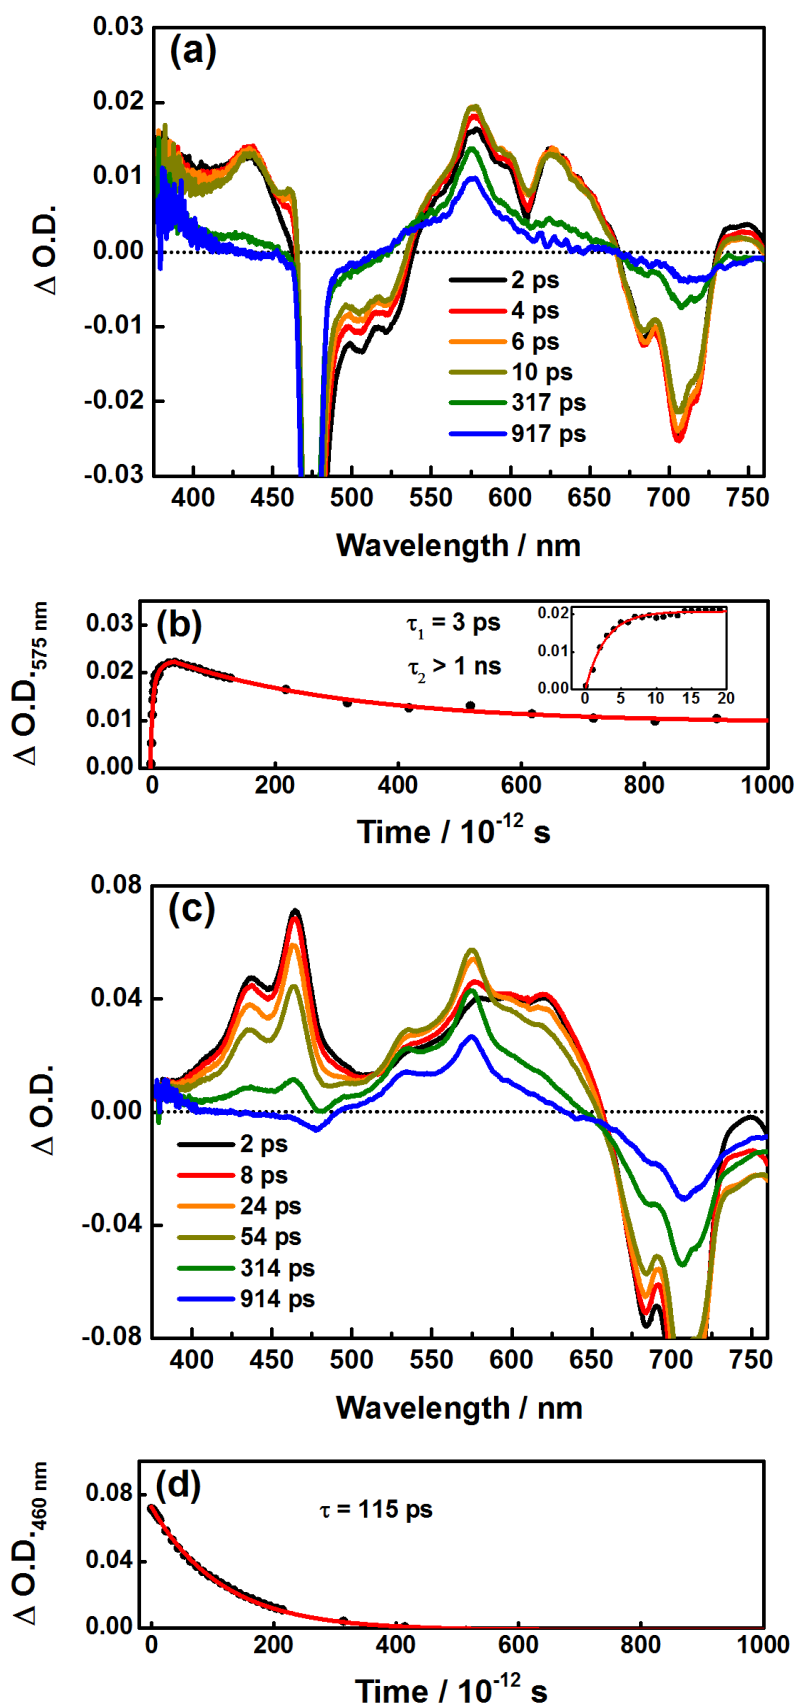 (a)
0.03
0.02
0.01
0.00
-0.01
-0.02
-0.03
Δ O.D.
2 ps
4 ps
6 ps
10 ps
317 ps
917 ps
400 450 500 550 600 650 700 750
Wavelength / nm
(b)
τ₁ = 3 ps
τ₂ > 1 ns
0.03
0.02
0.01
0.00
Δ O.D.₅₇₅ ₙₘ
0.02
0.01
0.00
0 5 10 15 20
0 200 400 600 800 1000
Time / 10⁻¹² s
(c)
0.08
0.04
0.00
-0.04
-0.08
Δ O.D.
2 ps
8 ps
24 ps
54 ps
314 ps
914 ps
400 450 500 550 600 650 700 750
Wavelength / nm
(d)
τ = 115 ps
0.08
0.04
0.00
Δ O.D.₄₆₀ ₙₘ
0 200 400 600 800 1000
Time / 10⁻¹² s